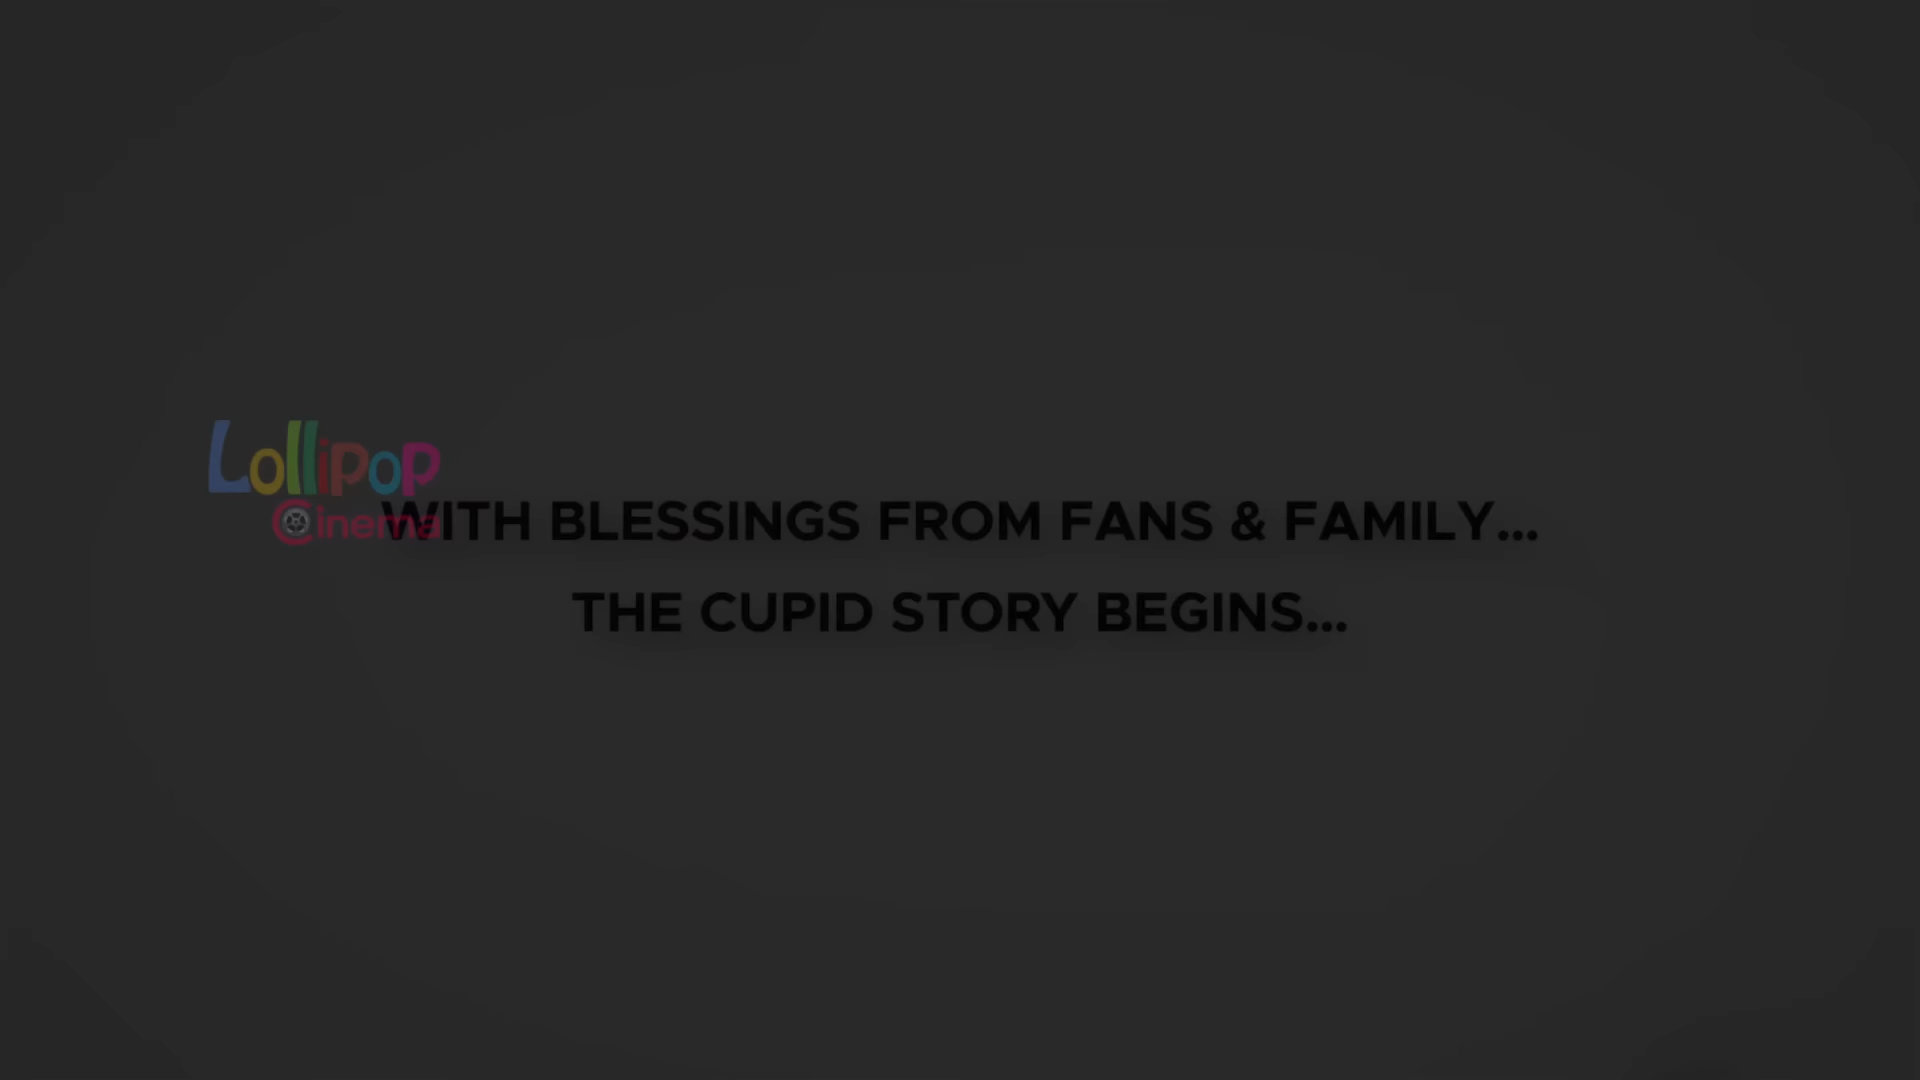 Lollipop
Cinema
WITH BLESSINGS FROM FANS & FAMILY...
THE CUPID STORY BEGINS...